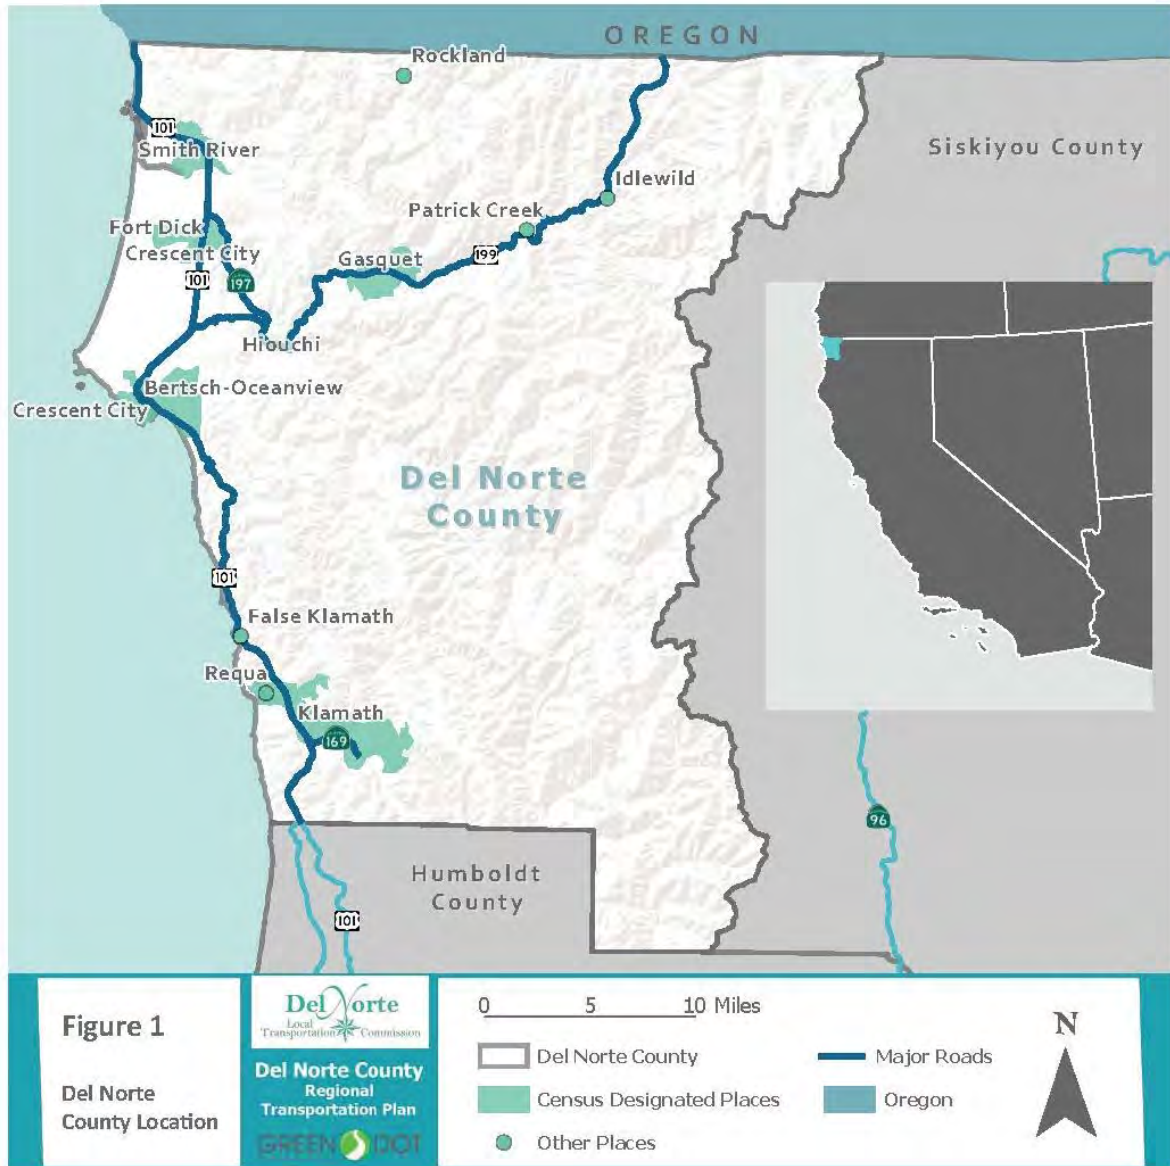 OREGON
Rockland
101
Smith River
Siskiyou County
Idlewild
Patrick Creek
Fort Dick
Crescent City
199
Gasquet
101
197
Hiouchi
Bertsch-Oceanview
Crescent City
Del Norte
County
101
False Klamath
Requa
Klamath
169
96
Humboldt
County
101
Figure 1
Del Norte
County Location
Del Norte
Local
Transportation Commission
Del Norte County
Regional
Transportation Plan
GREEN DOT
0 5 10 Miles
Del Norte County
Census Designated Places
Other Places
Major Roads
Oregon
N